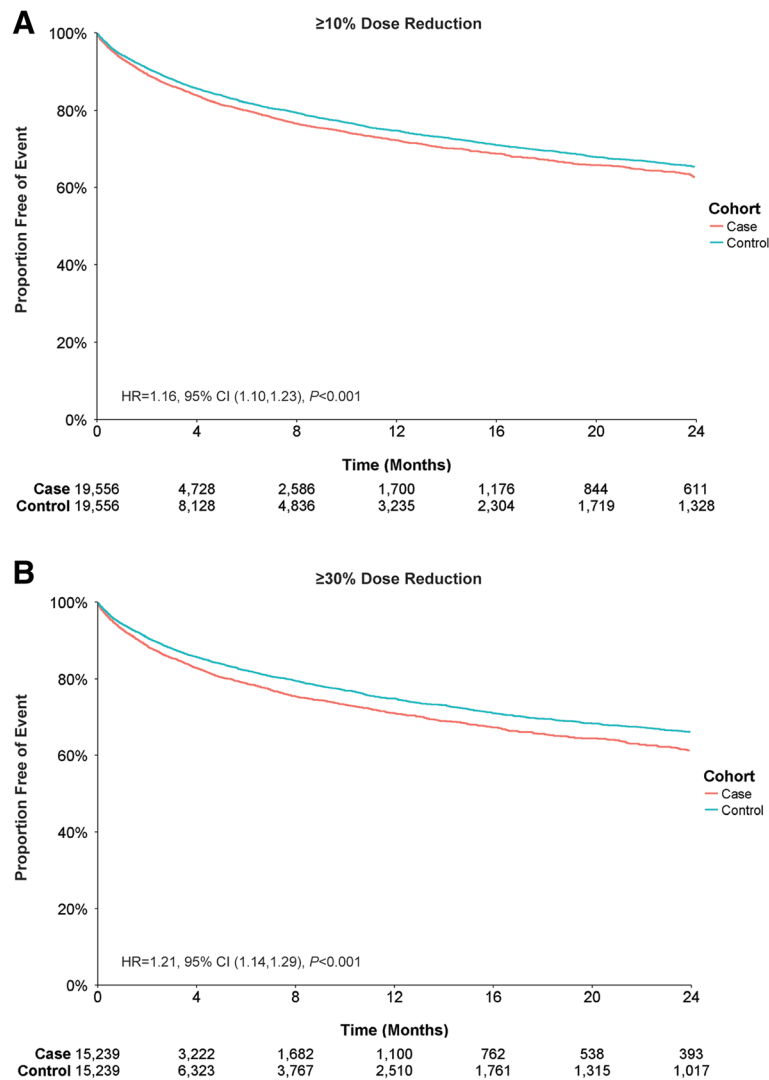 A
≥10% Dose Reduction
100%
80%
60%
40%
20%
0%
Proportion Free of Event
HR=1.16, 95% CI (1.10,1.23), P<0.001
0 4 8 12 16 20 24
Time (Months)
Cohort
Case
Control
Case 19,556 4,728 2,586 1,700 1,176 844 611
Control 19,556 8,128 4,836 3,235 2,304 1,719 1,328
B
≥30% Dose Reduction
100%
80%
60%
40%
20%
0%
Proportion Free of Event
HR=1.21, 95% CI (1.14,1.29), P<0.001
0 4 8 12 16 20 24
Time (Months)
Cohort
Case
Control
Case 15,239 3,222 1,682 1,100 762 538 393
Control 15,239 6,323 3,767 2,510 1,761 1,315 1,017